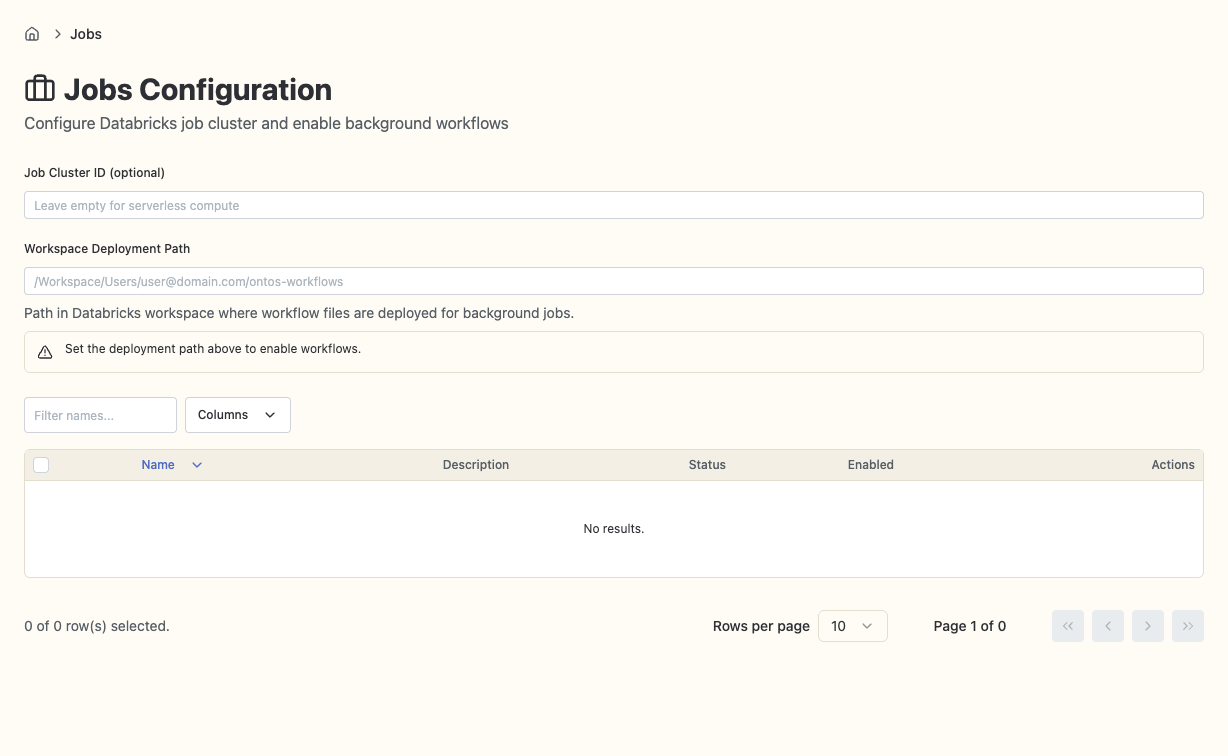 Jobs
Jobs Configuration
Configure Databricks job cluster and enable background workflows
Job Cluster ID (optional)
Leave empty for serverless compute
Workspace Deployment Path
/Workspace/Users/user@domain.com/ontos-workflows
Path in Databricks workspace where workflow files are deployed for background jobs.
Set the deployment path above to enable workflows.
Filter names... Columns
Name Description Status Enabled Actions
No results.
0 of 0 row(s) selected. Rows per page 10 Page 1 of 0